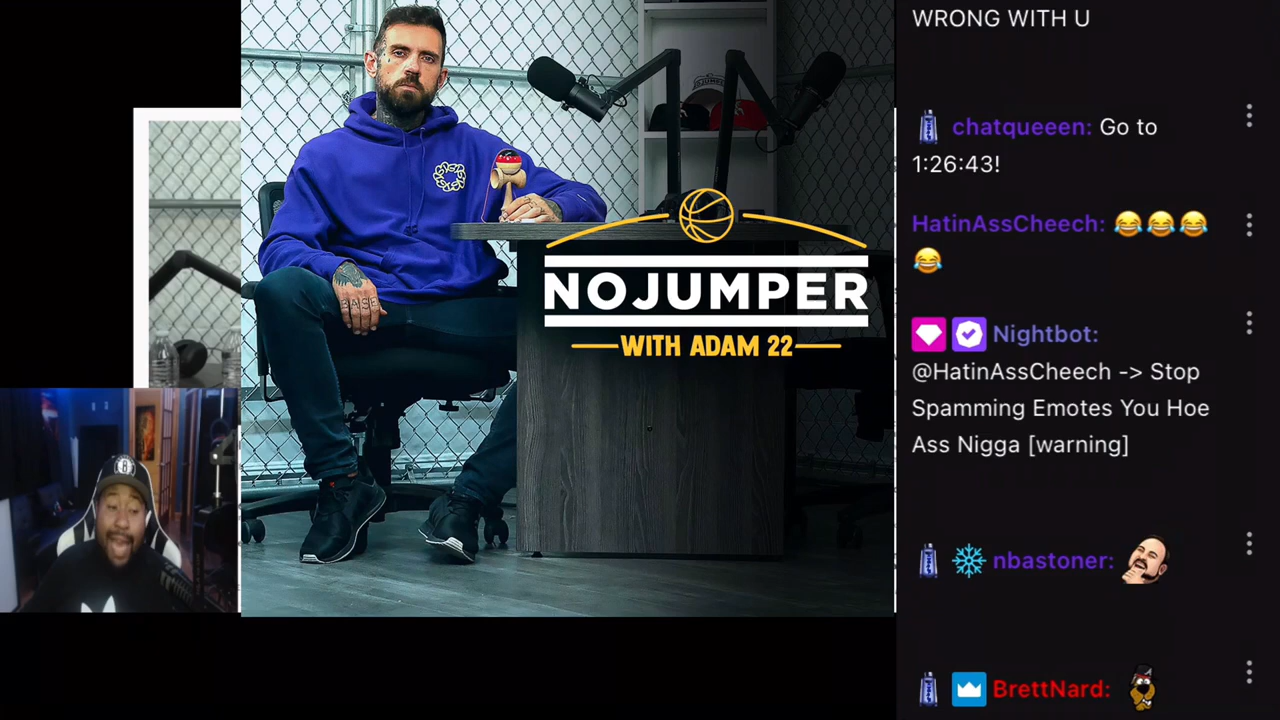 NOJUMPER
WITH ADAM 22
BASE
WRONG WITH U
chatqueeen: Go to
1:26:43!
HatinAssCheech: 😂😂😂
😂
Nightbot:
@HatinAssCheech -> Stop
Spamming Emotes You Hoe
Ass Nigga [warning]
nbastoner:
BrettNard: